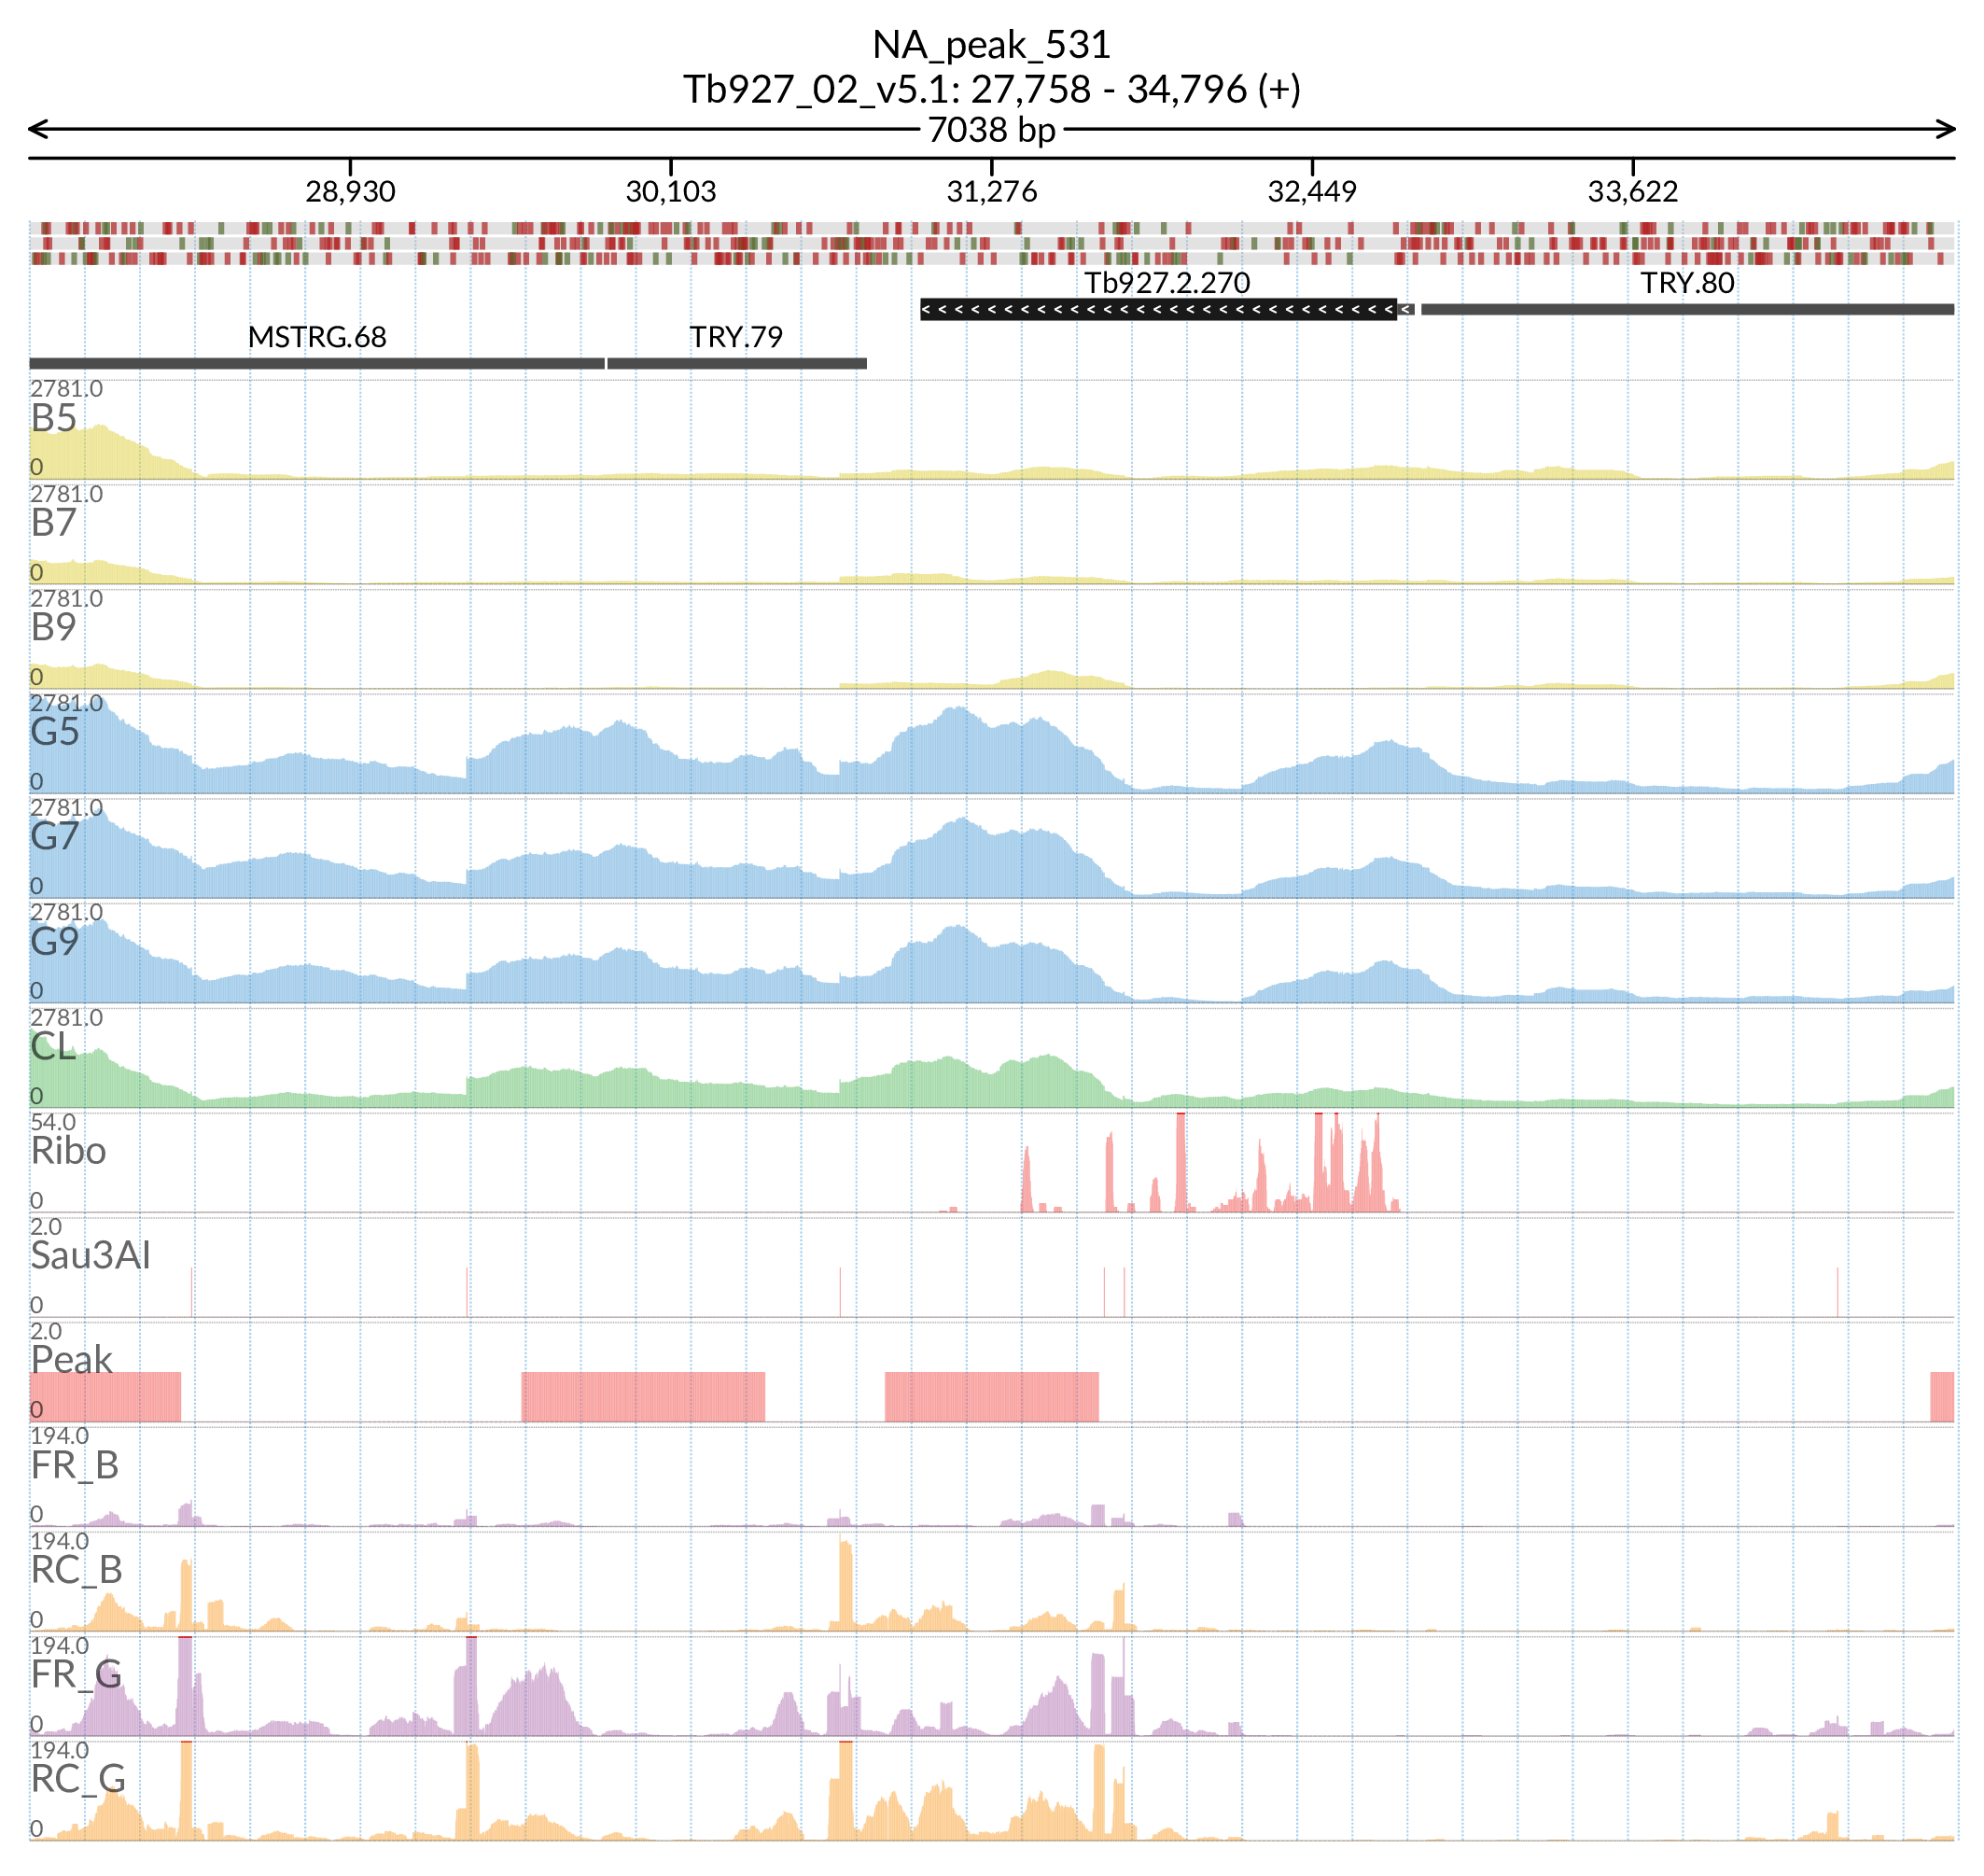 NA_peak_531
Tb927_02_v5.1: 27,758 - 34,796 (+)
7038 bp
28,930 30,103 31,276 32,449 33,622
Tb927.2.270 TRY.80
MSTRG.68 TRY.79
2781.0
B5
0
2781.0
B7
0
2781.0
B9
0
2781.0
G5
0
2781.0
G7
0
2781.0
G9
0
2781.0
CL
0
54.0
Ribo
0
2.0
Sau3AI
0
2.0
Peak
0
194.0
FR_B
0
194.0
RC_B
0
194.0
FR_G
0
194.0
RC_G
0